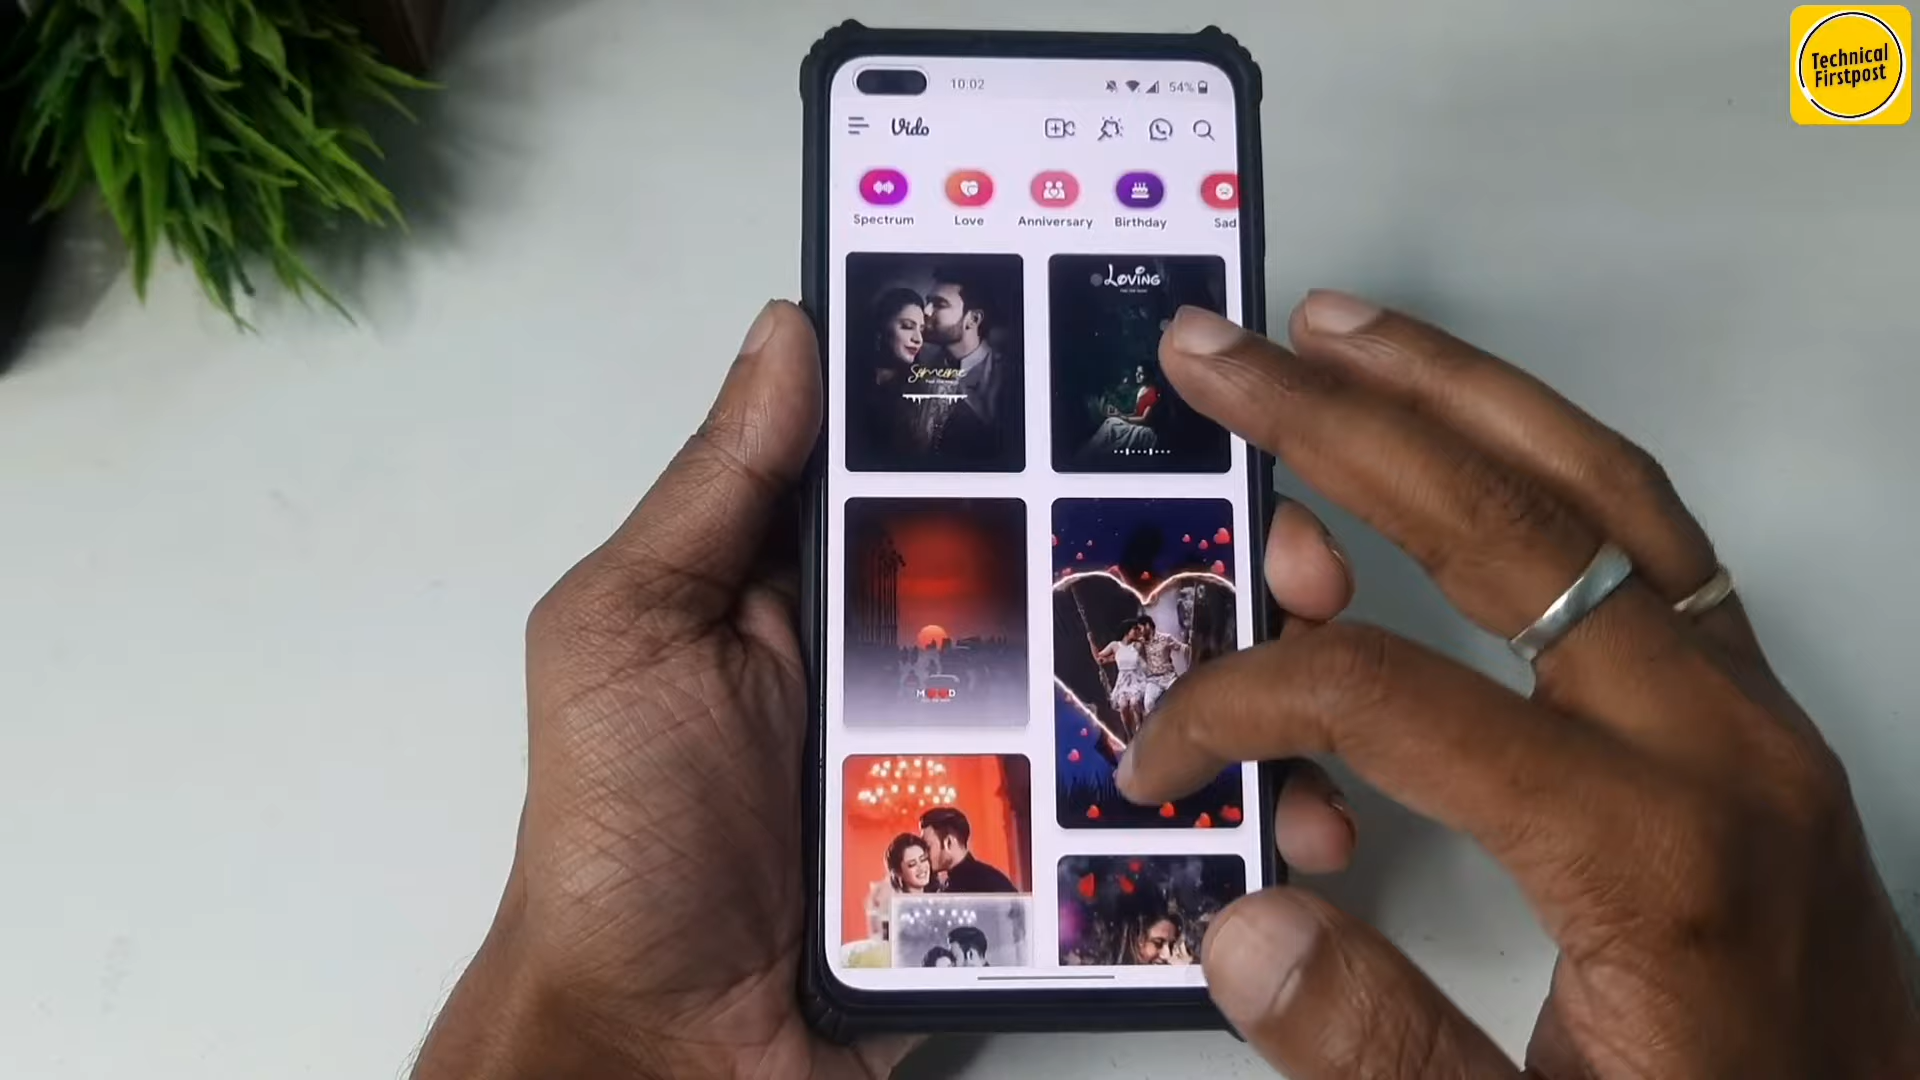 Technical
Firstpost
10:02
54%
Vido
Spectrum
Love
Anniversary
Birthday
Sad
Someone
LOVING